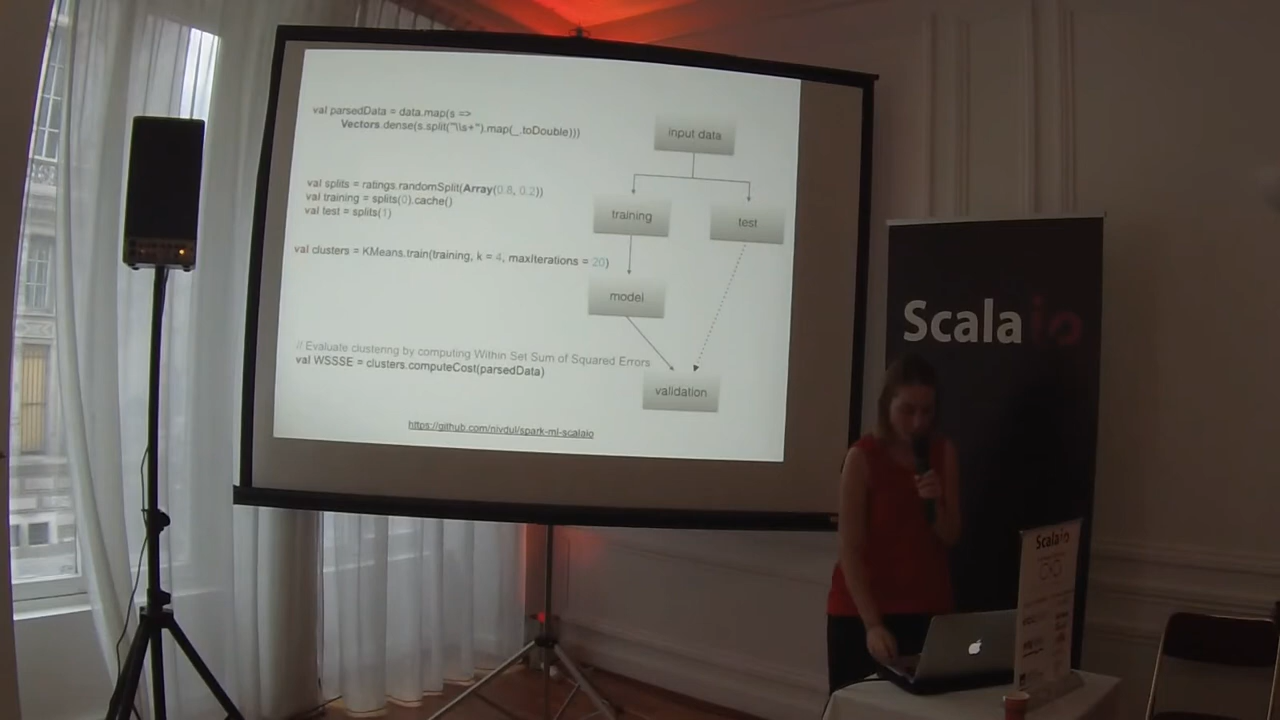 val parsedData = data.map(s =>
Vectors.dense(s.split("\\s+").map(_.toDouble)))
input data
val splits = ratings.randomSplit(Array(0.8, 0.2))
val training = splits(0).cache()
val test = splits(1)
training
test
val clusters = KMeans.train(training, k = 4, maxIterations = 20)
model
// Evaluate clustering by computing Within Set Sum of Squared Errors
val WSSSE = clusters.computeCost(parsedData)
validation
https://github.com/nivdul/spark-ml-scalaio
Scala io
Scala io